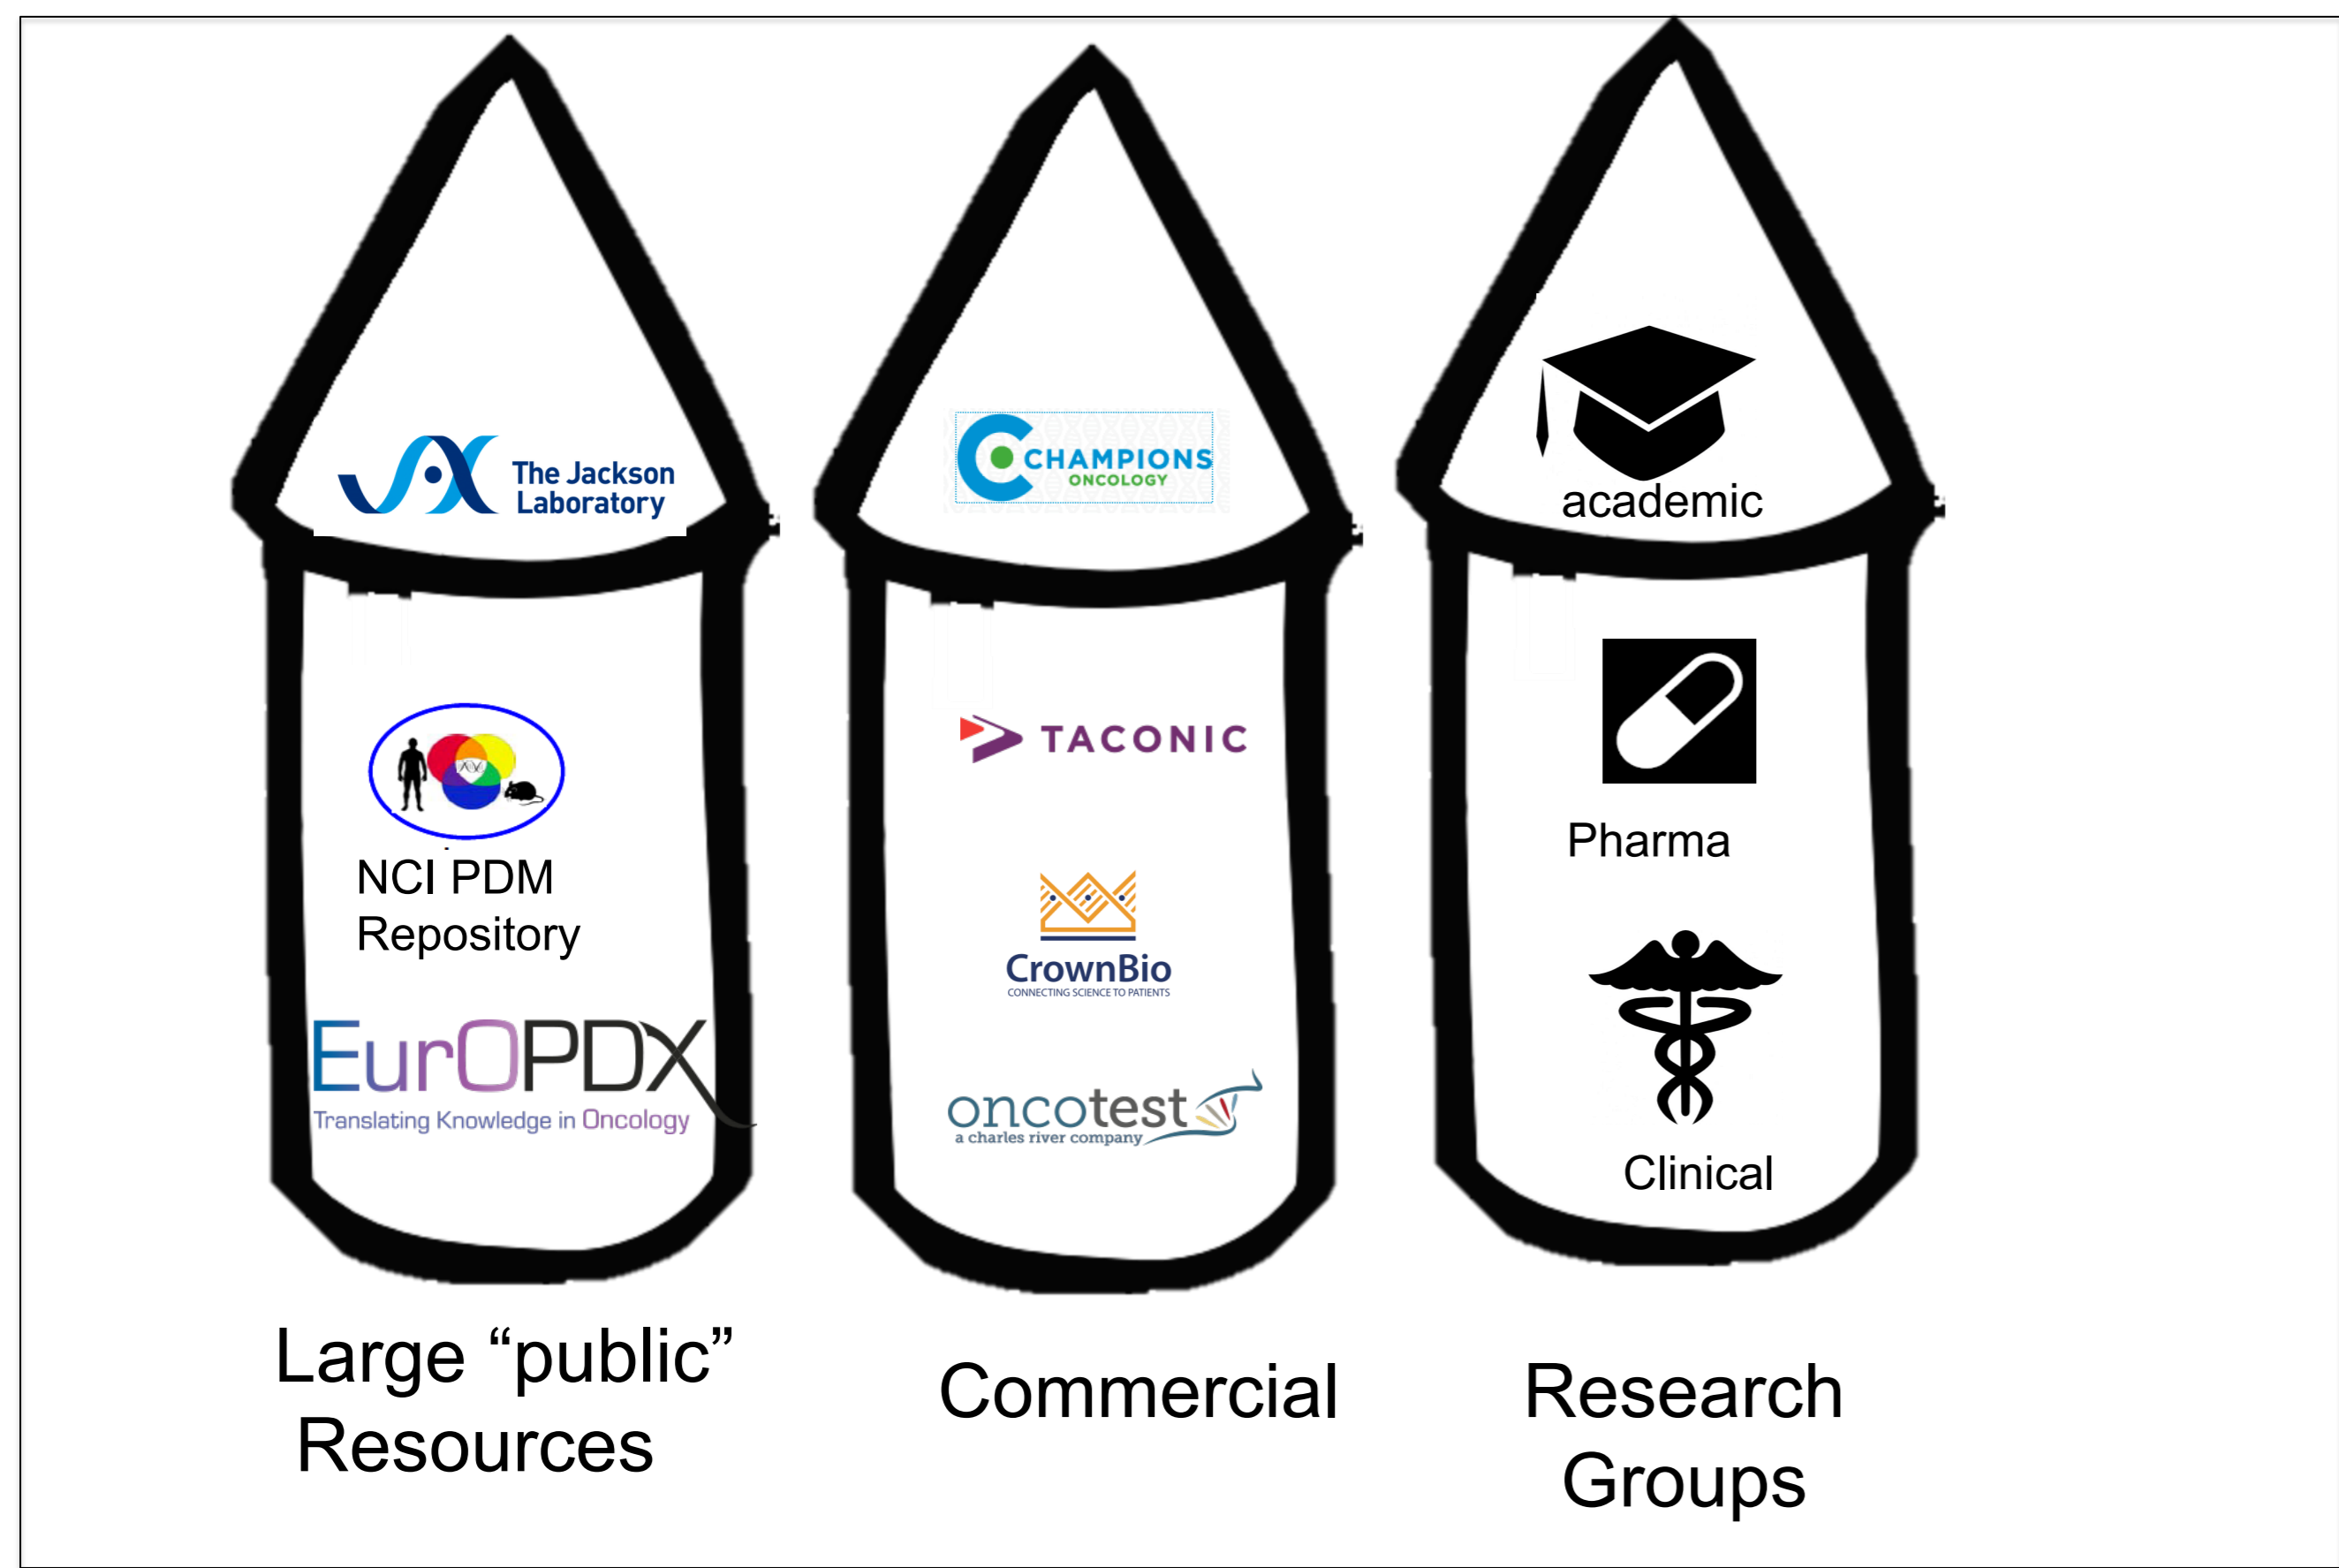 The Jackson
Laboratory
NCI PDM
Repository
EurOPDX
Translating Knowledge in Oncology
Large “public”
Resources
CHAMPIONS
ONCOLOGY
TACONIC
CrownBio
CONNECTING SCIENCE TO PATIENTS
oncotest
a charles river company
Commercial
academic
Pharma
Clinical
Research
Groups